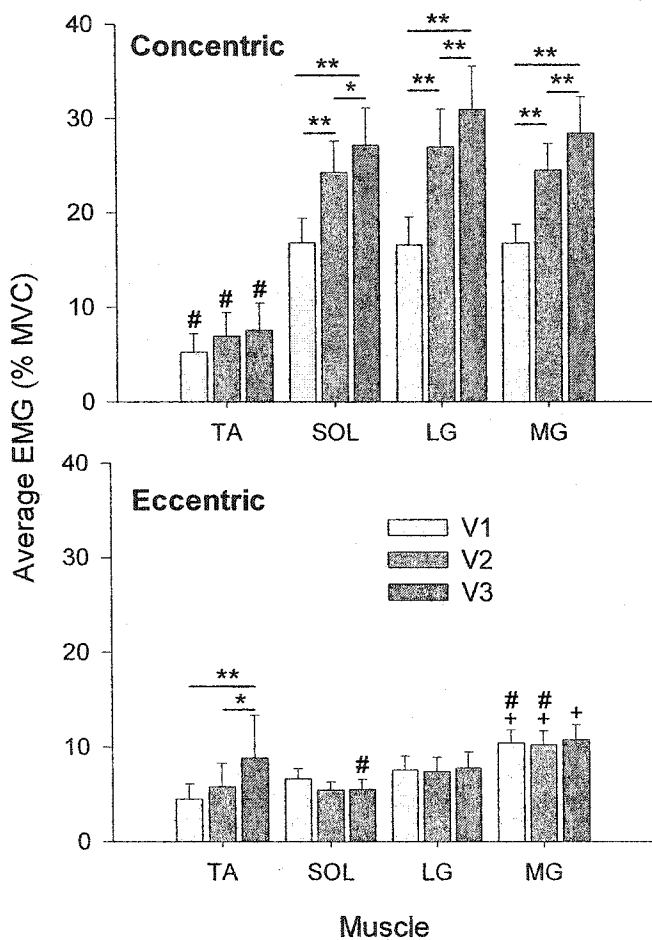 Average EMG (% MVC)
40
30
20
10
0
Concentric
**
*
**
**
**
**
**
**
**
# # #
TA SOL LG MG
40
30
20
10
0
Eccentric
V1
V2
V3
**
*
#
# #
+ + +
TA SOL LG MG
Muscle